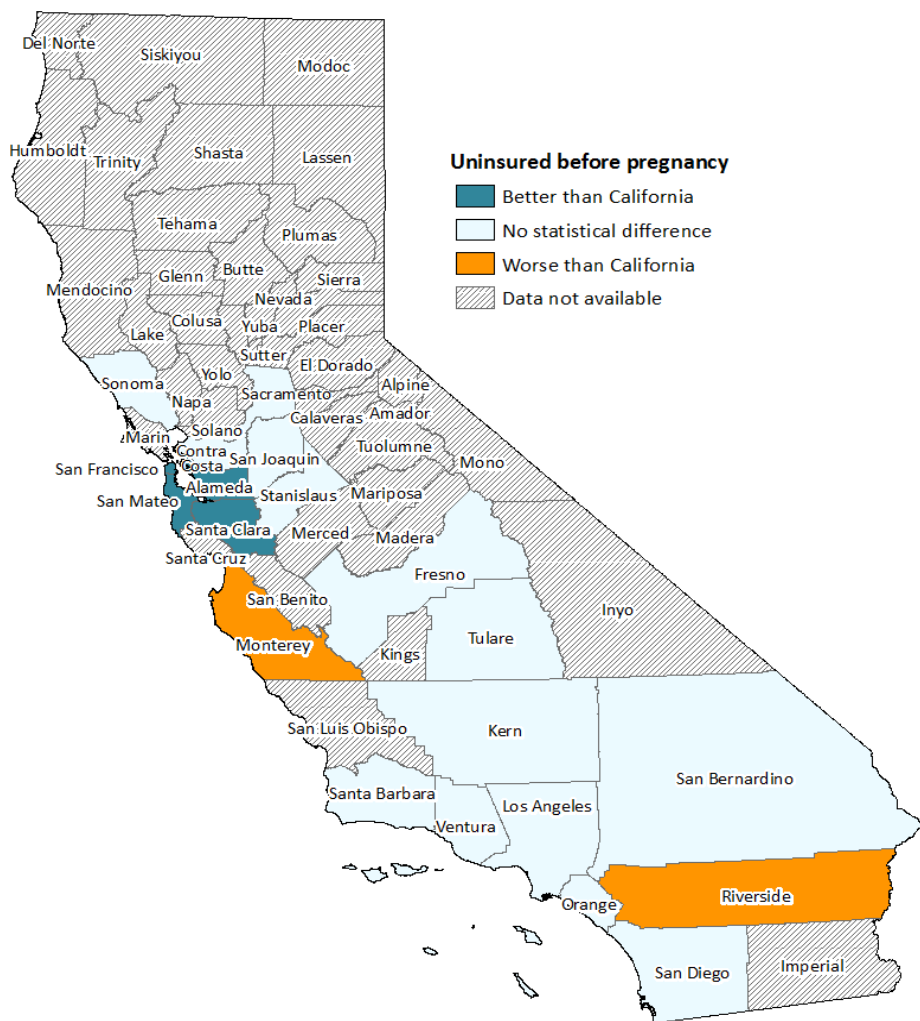 Del Norte
Siskiyou
Modoc
Humboldt
Trinity
Shasta
Lassen
Uninsured before pregnancy
Better than California
No statistical difference
Worse than California
Data not available
Tehama
Plumas
Mendocino
Glenn
Butte
Sierra
Nevada
Lake
Colusa
Yuba
Placer
Sutter
El Dorado
Sonoma
Yolo
Napa
Sacramento
Alpine
Amador
Calaveras
Solano
Marin
Tuolumne
Contra
Costa
San Joaquin
Mono
San Francisco
Alameda
Stanislaus
Mariposa
San Mateo
Santa Clara
Merced
Madera
Santa Cruz
Fresno
San Benito
Inyo
Monterey
Kings
Tulare
San Luis Obispo
Kern
San Bernardino
Santa Barbara
Ventura
Los Angeles
Orange
Riverside
San Diego
Imperial